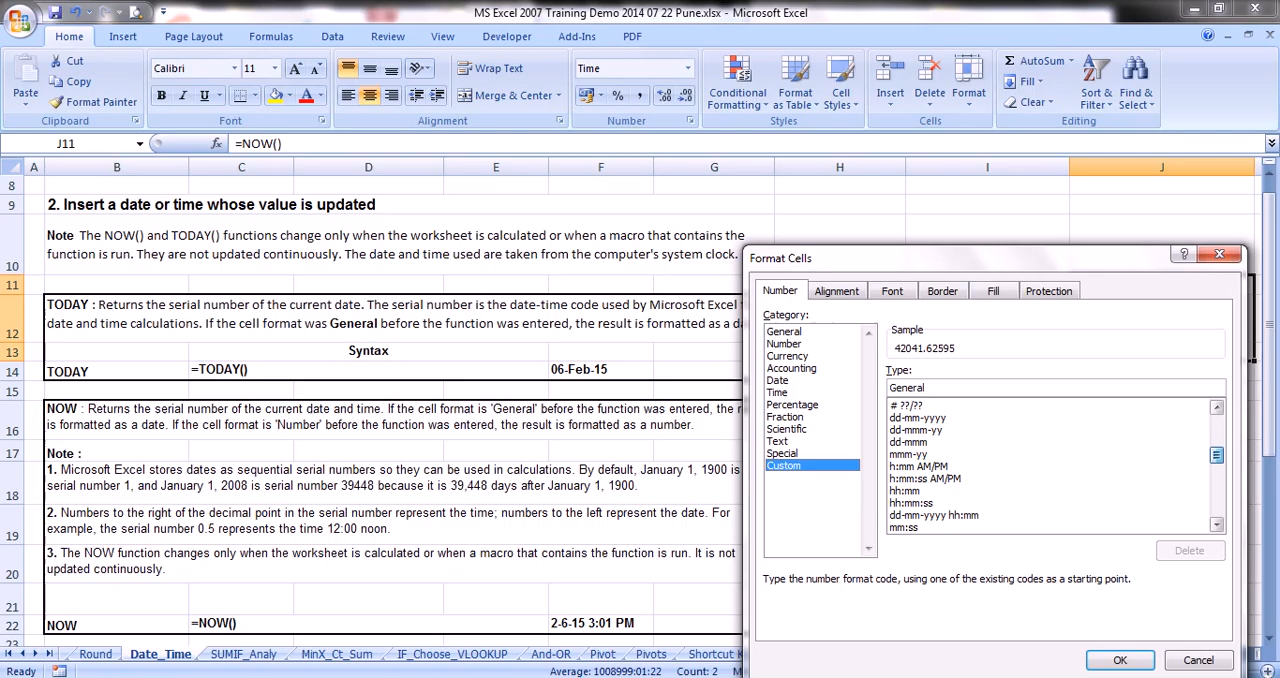 MS Excel 2007 Training Demo 2014 07 22 Pune.xlsx - Microsoft Excel
Home Insert Page Layout Formulas Data Review View Developer Add-Ins PDF
Paste Cut Copy Format Painter
Calibri 11 A A B I U A
Wrap Text Merge & Center
Time % ,
Conditional Formatting Format as Table Cell Styles
Insert Delete Format
AutoSum Fill Clear Sort & Filter Find & Select
Clipboard Font Alignment Number Styles Cells Editing
J11 fx =NOW()
A B C D E F G H I J
8
9 2. Insert a date or time whose value is updated
Note The NOW() and TODAY() functions change only when the worksheet is calculated or when a macro that contains the
10 function is run. They are not updated continuously. The date and time used are taken from the computer's system clock.
11
TODAY : Returns the serial number of the current date. The serial number is the date-time code used by Microsoft Excel
12 date and time calculations. If the cell format was General before the function was entered, the result is formatted as a
13 Syntax
14 TODAY =TODAY() 06-Feb-15
15
NOW : Returns the serial number of the current date and time. If the cell format is 'General' before the function was entered, the
16 is formatted as a date. If the cell format is 'Number' before the function was entered, the result is formatted as a number.
17 Note :
1. Microsoft Excel stores dates as sequential serial numbers so they can be used in calculations. By default, January 1, 1900 is
18 serial number 1, and January 1, 2008 is serial number 39448 because it is 39,448 days after January 1, 1900.
2. Numbers to the right of the decimal point in the serial number represent the time; numbers to the left represent the date. For
19 example, the serial number 0.5 represents the time 12:00 noon.
3. The NOW function changes only when the worksheet is calculated or when a macro that contains the function is run. It is not
20 updated continuously.
21
22 NOW =NOW() 2-6-15 3:01 PM
23
Format Cells
Number Alignment Font Border Fill Protection
Category:
General
Number
Currency
Accounting
Date
Time
Percentage
Fraction
Scientific
Text
Special
Custom
Sample
42041.62595
Type:
General
# ??/??
dd-mm-yyyy
dd-mmm-yy
dd-mmm
mmm-yy
h:mm AM/PM
h:mm:ss AM/PM
hh:mm
hh:mm:ss
dd-mm-yyyy hh:mm
mm:ss
Delete
Type the number format code, using one of the existing codes as a starting point.
OK Cancel
Round Date_Time SUMIF_Analy MinX_Ct_Sum IF_Choose_VLOOKUP And-OR Pivot Pivots Shortcut
Ready Average: 1008999:01:22 Count: 2